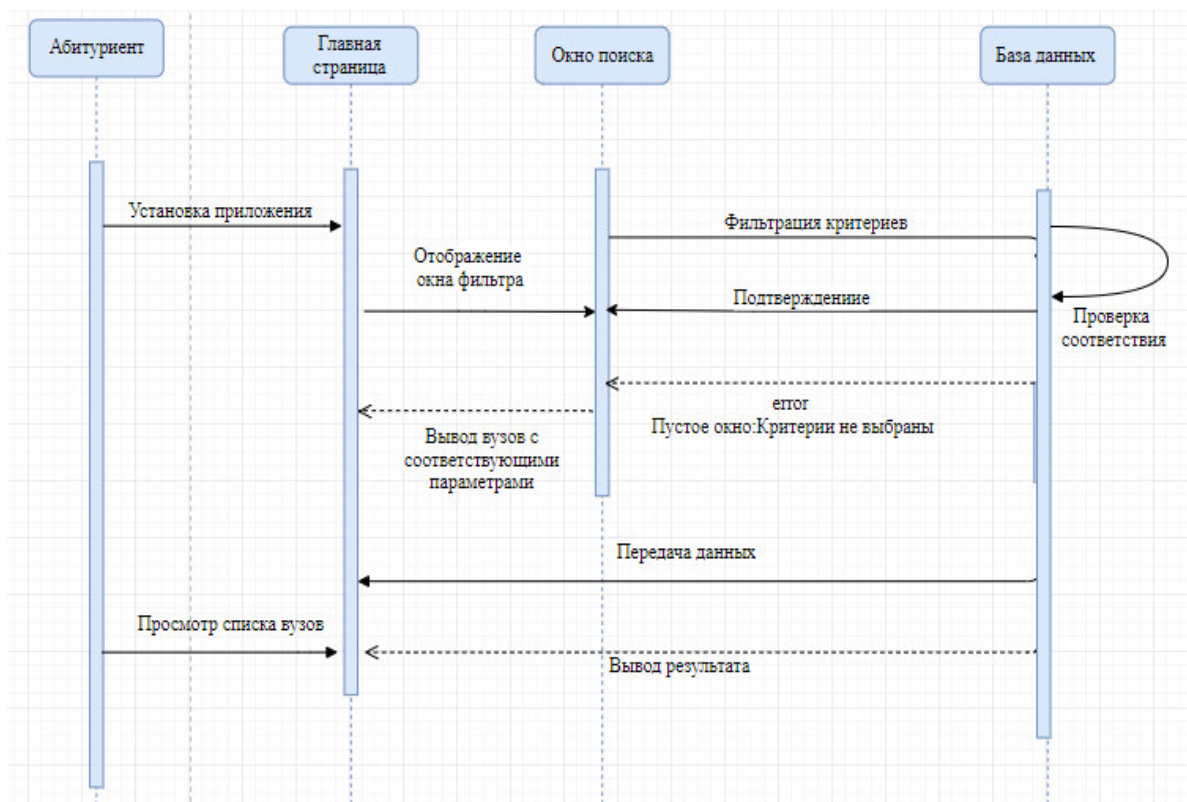 Абитуриент
Главная
страница
Окно поиска
База данных
Установка приложения
Фильтрация критериев
Отображение
окна фильтра
Подтверждениие
Проверка
соответствия
error
Пустое окно:Критерии не выбраны
Вывод вузов с
соответствующими
параметрами
Передача данных
Просмотр списка вузов
Вывод результата